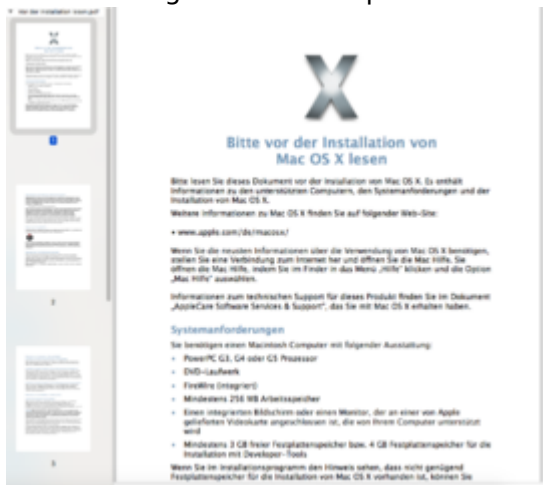 Vor der Installation lesen.pdf
1
2
3
X
Bitte vor der Installation von
Mac OS X lesen
Bitte lesen Sie dieses Dokument vor der Installation von Mac OS X. Es enthält
Informationen zu den unterstützten Computern, den Systemanforderungen und der
Installation von Mac OS X.
Weitere Informationen zu Mac OS X finden Sie auf folgender Web-Site:
• www.apple.com/de/macosx/
Wenn Sie die neusten Informationen über die Verwendung von Mac OS X benötigen,
stellen Sie eine Verbindung zum Internet her und öffnen Sie die Mac Hilfe. Sie
öffnen die Mac Hilfe, indem Sie im Finder in das Menü „Hilfe“ klicken und die Option
„Mac Hilfe“ auswählen.
Informationen zum technischen Support für dieses Produkt finden Sie im Dokument
„AppleCare Software Services & Support“, das Sie mit Mac OS X erhalten haben.
Systemanforderungen
Sie benötigen einen Macintosh Computer mit folgender Ausstattung:
• PowerPC G3, G4 oder G5 Prozessor
• DVD-Laufwerk
• FireWire (integriert)
• Mindestens 256 MB Arbeitsspeicher
• Einen integrierten Bildschirm oder einen Monitor, der an einer von Apple
gelieferten Videokarte angeschlossen ist, die von Ihrem Computer unterstützt
wird
• Mindestens 3 GB freier Festplattenspeicher bzw. 4 GB Festplattenspeicher für die
Installation mit Developer-Tools
Wenn Sie im Installationsprogramm den Hinweis sehen, dass nicht genügend
Festplattenspeicher für die Installation von Mac OS X vorhanden ist, können Sie